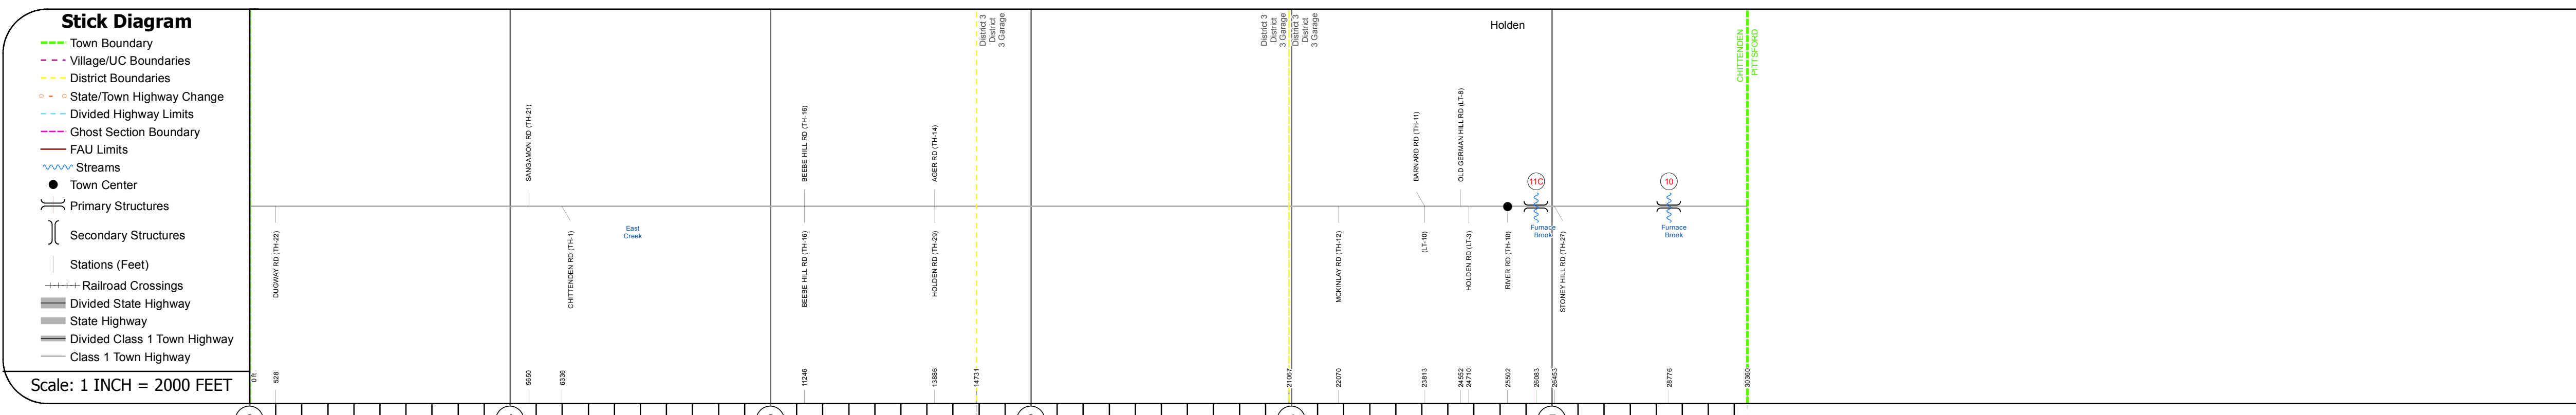 Stick Diagram
Town Boundary
Village/UC Boundaries
District Boundaries
State/Town Highway Change
Divided Highway Limits
Ghost Section Boundary
FAU Limits
Streams
Town Center
Primary Structures
Secondary Structures
Stations (Feet)
Railroad Crossings
Divided State Highway
State Highway
Divided Class 1 Town Highway
Class 1 Town Highway
Scale: 1 INCH = 2000 FEET
District 3
District
3 Garage
District 3
District
3 Garage
District 3
District
3 Garage
Holden
CHITTENDEN
PITTSFORD
SANGAMON RD (TH-21)
BEEBE HILL RD (TH-16)
AGER RD (TH-14)
BARNARD RD (TH-11)
OLD GERMAN HILL RD (LT-8)
11C
10
DUGWAY RD (TH-22)
CHITTENDEN RD (TH-1)
East
Creek
BEEBE HILL RD (TH-16)
HOLDEN RD (TH-29)
MCKINLAY RD (TH-12)
(LT-10)
HOLDEN RD (LT-3)
RIVER RD (TH-10)
Furnace
Brook
STONEY HILL RD (TH-27)
Furnace
Brook
0 ft
528
5650
6336
11246
13886
14731
21067
22070
23813
24552
24710
25502
26083
26453
28776
30360